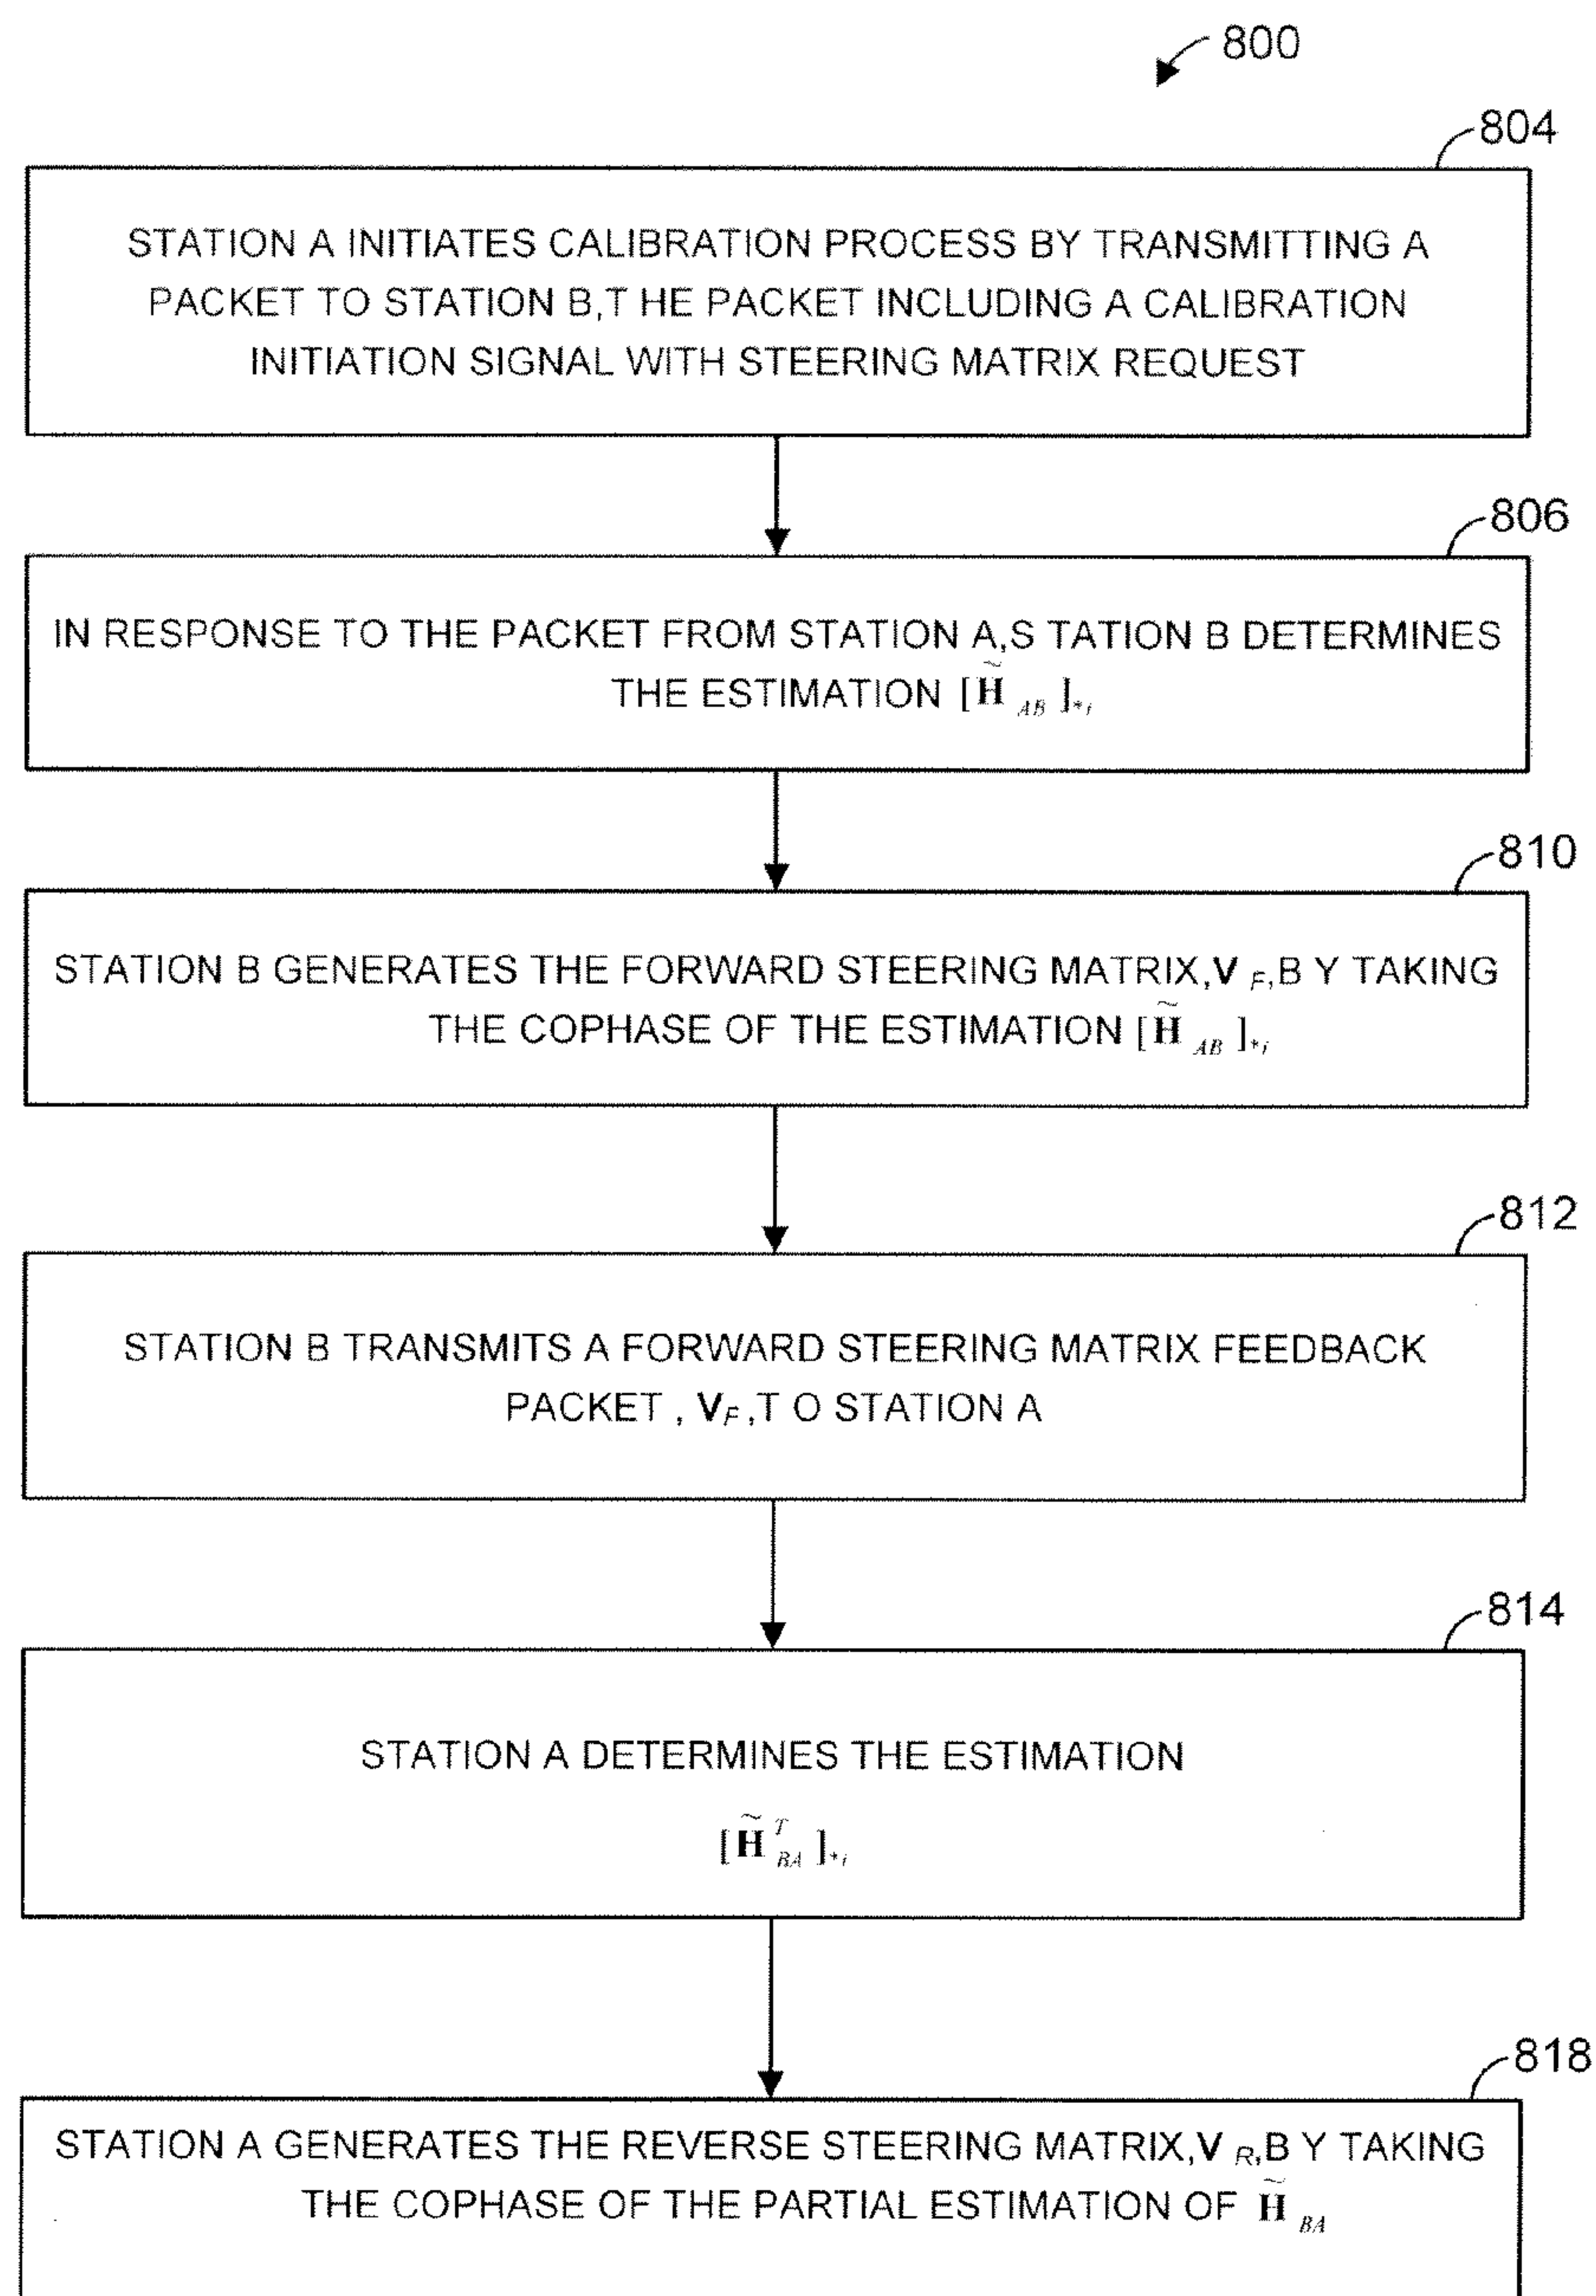 800
804
STATION A INITIATES CALIBRATION PROCESS BY TRANSMITTING A
PACKET TO STATION B,T HE PACKET INCLUDING A CALIBRATION
INITIATION SIGNAL WITH STEERING MATRIX REQUEST
806
IN RESPONSE TO THE PACKET FROM STATION A,S TATION B DETERMINES
THE ESTIMATION [H̃ AB ]*i
810
STATION B GENERATES THE FORWARD STEERING MATRIX,V F,B Y TAKING
THE COPHASE OF THE ESTIMATION [H̃ AB ]*i
812
STATION B TRANSMITS A FORWARD STEERING MATRIX FEEDBACK
PACKET , VF,T O STATION A
814
STATION A DETERMINES THE ESTIMATION
[H̃ T BA ]*i
818
STATION A GENERATES THE REVERSE STEERING MATRIX,V R,B Y TAKING
THE COPHASE OF THE PARTIAL ESTIMATION OF H̃ BA